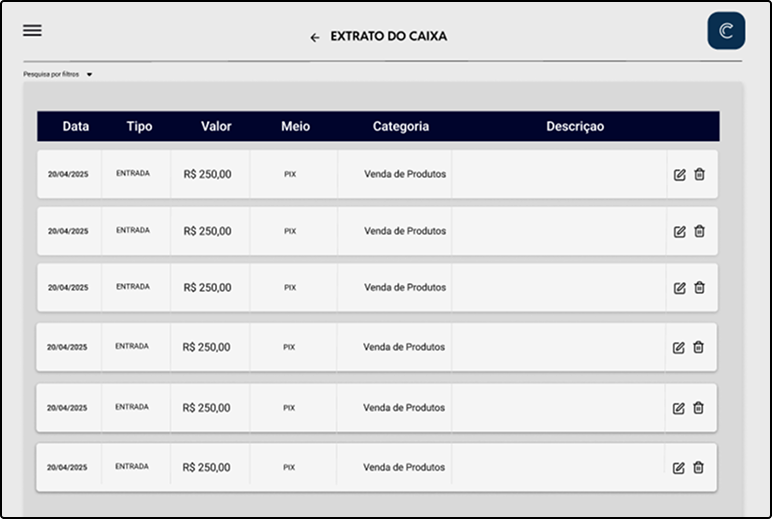 EXTRATO DO CAIXA
C
Pesquisa por filtros
Data Tipo Valor Meio Categoria Descriçao
20/04/2025 ENTRADA R$ 250,00 PIX Venda de Produtos
20/04/2025 ENTRADA R$ 250,00 PIX Venda de Produtos
20/04/2025 ENTRADA R$ 250,00 PIX Venda de Produtos
20/04/2025 ENTRADA R$ 250,00 PIX Venda de Produtos
20/04/2025 ENTRADA R$ 250,00 PIX Venda de Produtos
20/04/2025 ENTRADA R$ 250,00 PIX Venda de Produtos